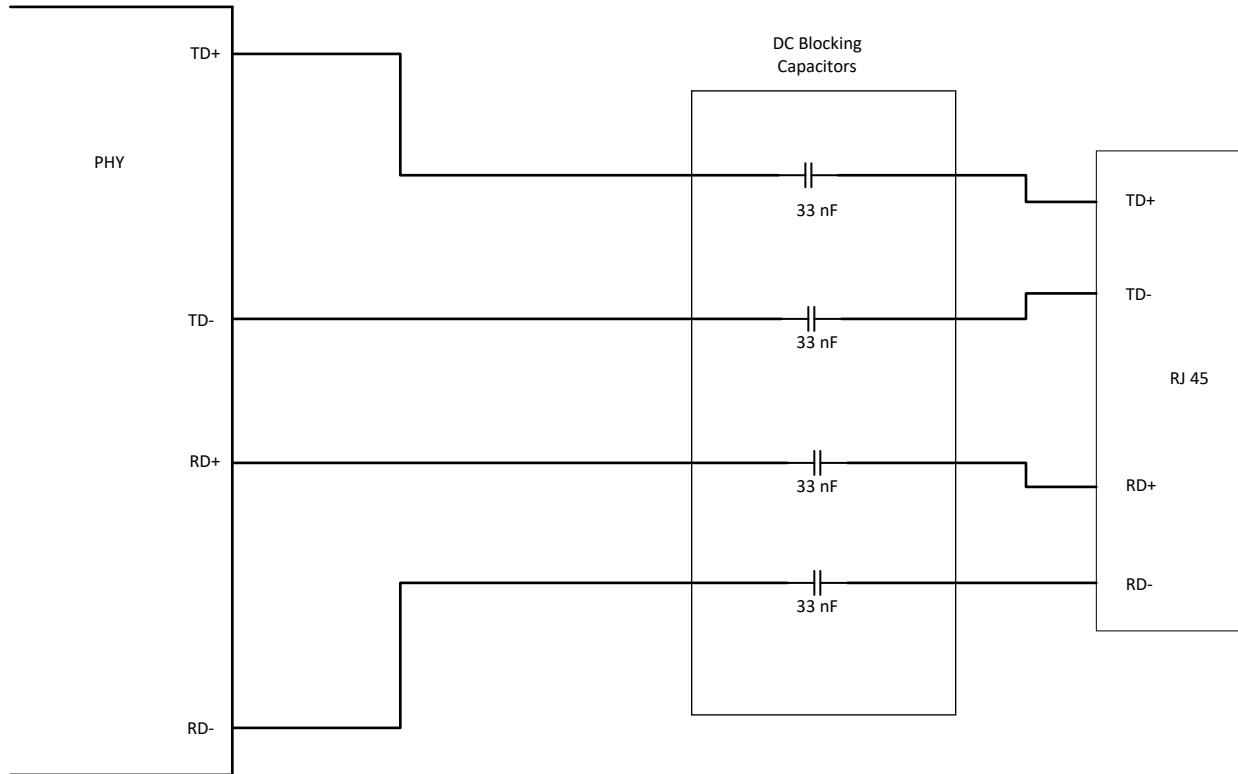 TD+
DC Blocking
Capacitors
PHY
33 nF
TD+
TD-
TD-
33 nF
RJ 45
RD+
33 nF
RD+
RD-
33 nF
RD-